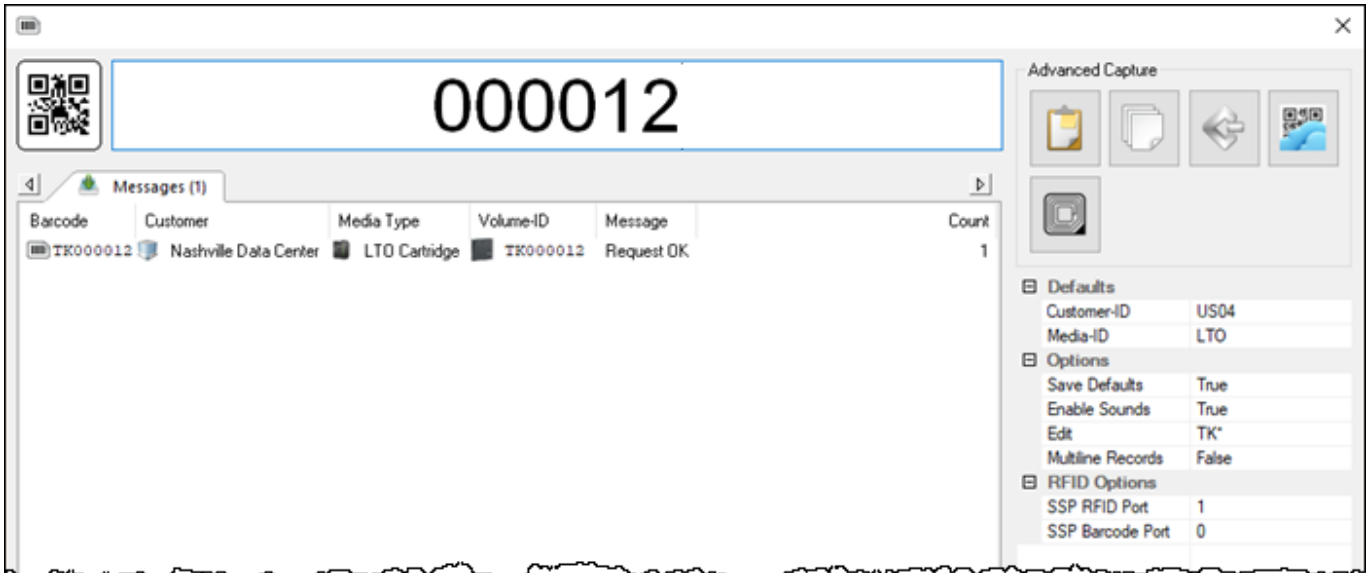 000012
Messages (1)
Barcode Customer Media Type Volume-ID Message Count
TK000012 Nashville Data Center LTO Cartridge TK000012 Request OK 1
Advanced Capture
Defaults
Customer-ID US04
Media-ID LTO
Options
Save Defaults True
Enable Sounds True
Edit TK*
Multiline Records False
RFID Options
SSP RFID Port 1
SSP Barcode Port 0